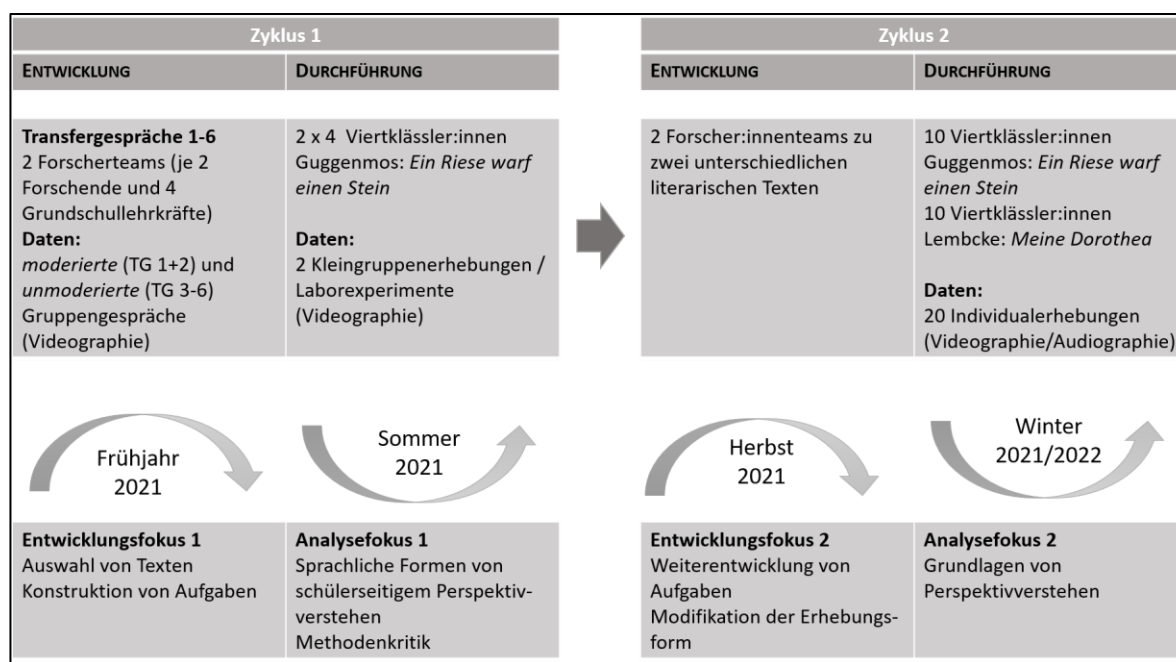 Zyklus 1
ENTWICKLUNG
DURCHFÜHRUNG
Transfergespräche 1-6
2 Forscherteams (je 2
Forschende und 4
Grundschullehrkräfte)
Daten:
moderierte (TG 1+2) und
unmoderierte (TG 3-6)
Gruppengespräche
(Videographie)
2 x 4 Viertklässler:innen
Guggenmos: Ein Riese warf
einen Stein
Daten:
2 Kleingruppenerhebungen /
Laborexperimente
(Videographie)
Frühjahr
2021
Sommer
2021
Entwicklungsfokus 1
Auswahl von Texten
Konstruktion von Aufgaben
Analysefokus 1
Sprachliche Formen von
schülerseitigem Perspektiv-
verstehen
Methodenkritik
Zyklus 2
ENTWICKLUNG
DURCHFÜHRUNG
2 Forscher:innenteams zu
zwei unterschiedlichen
literarischen Texten
10 Viertklässler:innen
Guggenmos: Ein Riese warf
einen Stein
10 Viertklässler:innen
Lembcke: Meine Dorothea
Daten:
20 Individualerhebungen
(Videographie/Audiographie)
Herbst
2021
Winter
2021/2022
Entwicklungsfokus 2
Weiterentwicklung von
Aufgaben
Modifikation der Erhebungs-
form
Analysefokus 2
Grundlagen von
Perspektivverstehen